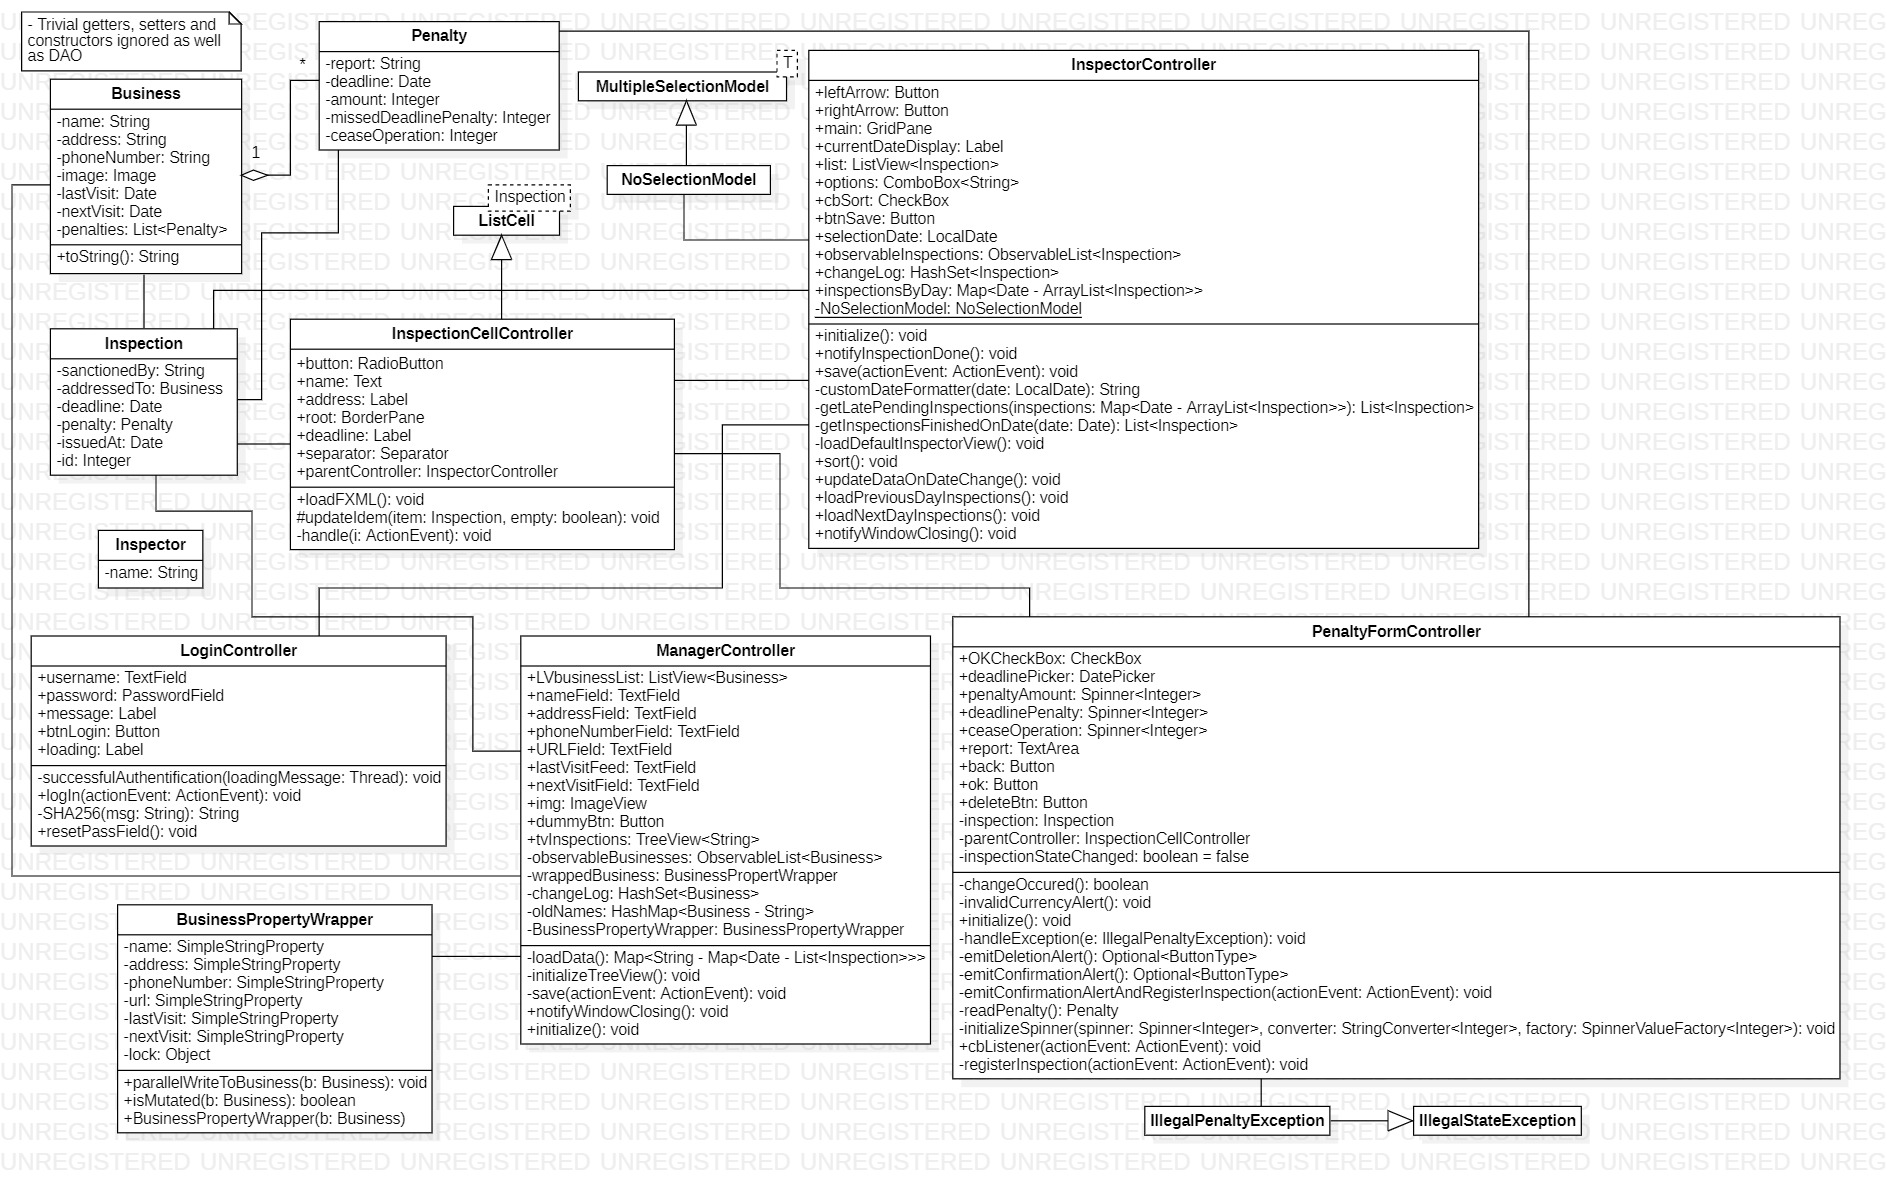 - Trivial getters, setters and
constructors ignored as well
as DAO
Business
-name: String
-address: String
-phoneNumber: String
-image: Image
-lastVisit: Date
-nextVisit: Date
-penalties: List<Penalty>
+toString(): String
*
1
Penalty
-report: String
-deadline: Date
-amount: Integer
-missedDeadlinePenalty: Integer
-ceaseOperation: Integer
T
MultipleSelectionModel
NoSelectionModel
Inspection
ListCell
InspectorController
+leftArrow: Button
+rightArrow: Button
+main: GridPane
+currentDateDisplay: Label
+list: ListView<Inspection>
+options: ComboBox<String>
+cbSort: CheckBox
+btnSave: Button
+selectionDate: LocalDate
+observableInspections: ObservableList<Inspection>
+changeLog: HashSet<Inspection>
+inspectionsByDay: Map<Date - ArrayList<Inspection>>
-NoSelectionModel: NoSelectionModel
+initialize(): void
+notifyInspectionDone(): void
+save(actionEvent: ActionEvent): void
-customDateFormatter(date: LocalDate): String
-getLatePendingInspections(inspections: Map<Date - ArrayList<Inspection>>): List<Inspection>
-getInspectionsFinishedOnDate(date: Date): List<Inspection>
-loadDefaultInspectorView(): void
+sort(): void
+updateDataOnDateChange(): void
+loadPreviousDayInspections(): void
+loadNextDayInspections(): void
+notifyWindowClosing(): void
Inspection
-sanctionedBy: String
-addressedTo: Business
-deadline: Date
-penalty: Penalty
-issuedAt: Date
-id: Integer
InspectionCellController
+button: RadioButton
+name: Text
+address: Label
+root: BorderPane
+deadline: Label
+separator: Separator
+parentController: InspectorController
+loadFXML(): void
#updateIdem(item: Inspection, empty: boolean): void
-handle(i: ActionEvent): void
Inspector
-name: String
LoginController
+username: TextField
+password: PasswordField
+message: Label
+btnLogin: Button
+loading: Label
-successfulAuthentification(loadingMessage: Thread): void
+logIn(actionEvent: ActionEvent): void
-SHA256(msg: String): String
+resetPassField(): void
ManagerController
+LVbusinessList: ListView<Business>
+nameField: TextField
+addressField: TextField
+phoneNumberField: TextField
+URLField: TextField
+lastVisitFeed: TextField
+nextVisitField: TextField
+img: ImageView
+dummyBtn: Button
+tvInspections: TreeView<String>
-observableBusinesses: ObservableList<Business>
-wrappedBusiness: BusinessPropertWrapper
-changeLog: HashSet<Business>
-oldNames: HashMap<Business - String>
-BusinessPropertyWrapper: BusinessPropertyWrapper
-loadData(): Map<String - Map<Date - List<Inspection>>>
-initializeTreeView(): void
-save(actionEvent: ActionEvent): void
+notifyWindowClosing(): void
+initialize(): void
PenaltyFormController
+OKCheckBox: CheckBox
+deadlinePicker: DatePicker
+penaltyAmount: Spinner<Integer>
+deadlinePenalty: Spinner<Integer>
+ceaseOperation: Spinner<Integer>
+report: TextArea
+back: Button
+ok: Button
+deleteBtn: Button
-inspection: Inspection
-parentController: InspectionCellController
-inspectionStateChanged: boolean = false
-changeOccured(): boolean
-invalidCurrencyAlert(): void
+initialize(): void
-handleException(e: IllegalPenaltyException): void
-emitDeletionAlert(): Optional<ButtonType>
-emitConfirmationAlert(): Optional<ButtonType>
-emitConfirmationAlertAndRegisterInspection(actionEvent: ActionEvent): void
-readPenalty(): Penalty
-initializeSpinner(spinner: Spinner<Integer>, converter: StringConverter<Integer>, factory: SpinnerValueFactory<Integer>): void
+cbListener(actionEvent: ActionEvent): void
-registerInspection(actionEvent: ActionEvent): void
BusinessPropertyWrapper
-name: SimpleStringProperty
-address: SimpleStringProperty
-phoneNumber: SimpleStringProperty
-url: SimpleStringProperty
-lastVisit: SimpleStringProperty
-nextVisit: SimpleStringProperty
-lock: Object
+parallelWriteToBusiness(b: Business): void
+isMutated(b: Business): boolean
+BusinessPropertyWrapper(b: Business)
IllegalPenaltyException
IllegalStateException
UNREGISTERED